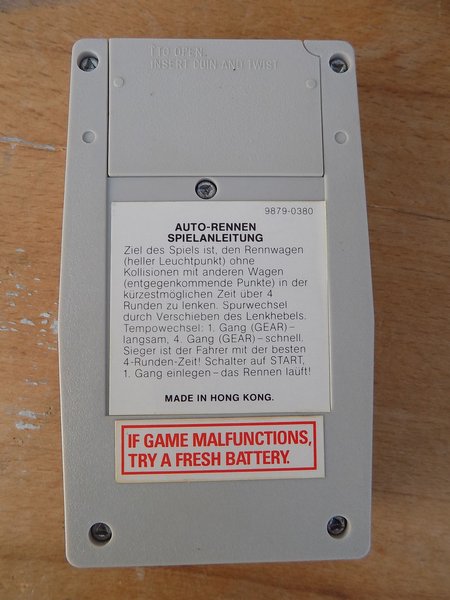 TO OPEN,
INSERT COIN AND TWIST
9879-0380
AUTO-RENNEN
SPIELANLEITUNG
Ziel des Spiels ist, den Rennwagen
(heller Leuchtpunkt) ohne
Kollisionen mit anderen Wagen
(entgegenkommende Punkte) in der
kürzestmöglichen Zeit über 4
Runden zu lenken. Spurwechsel
durch Verschieben des Lenkhebels.
Tempowechsel: 1. Gang (GEAR) –
langsam, 4. Gang (GEAR) – schnell.
Sieger ist der Fahrer mit der besten
4-Runden-Zeit! Schalter auf START,
1. Gang einlegen – das Rennen läuft!
MADE IN HONG KONG.
IF GAME MALFUNCTIONS,
TRY A FRESH BATTERY.